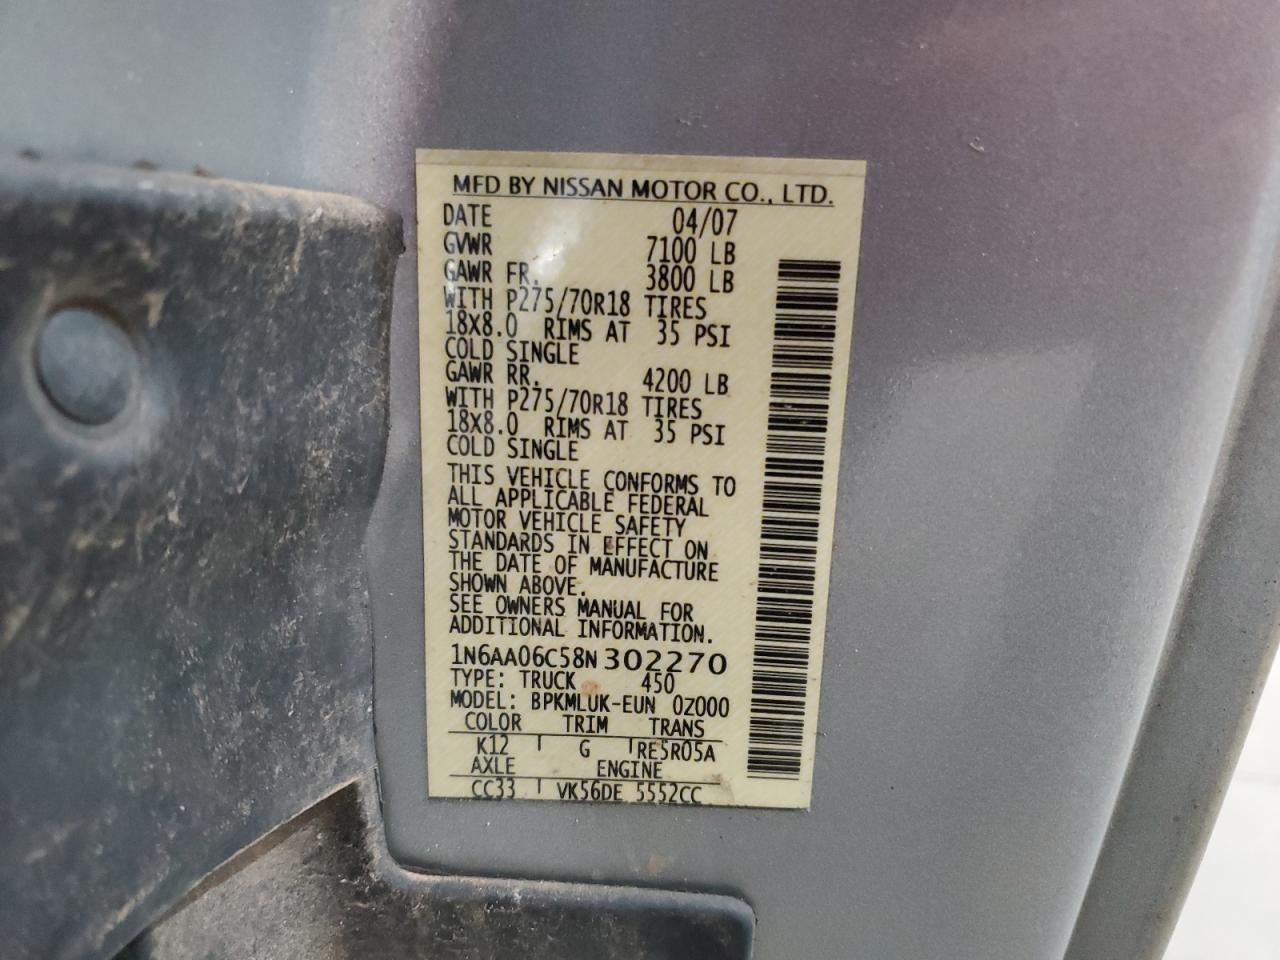 MFD BY NISSAN MOTOR CO., LTD.
DATE 04/07
GVWR 7100 LB
GAWR FR. 3800 LB
WITH P275/70R18 TIRES
18X8.0 RIMS AT 35 PSI
COLD SINGLE
GAWR RR. 4200 LB
WITH P275/70R18 TIRES
18X8.0 RIMS AT 35 PSI
COLD SINGLE
THIS VEHICLE CONFORMS TO
ALL APPLICABLE FEDERAL
MOTOR VEHICLE SAFETY
STANDARDS IN EFFECT ON
THE DATE OF MANUFACTURE
SHOWN ABOVE.
SEE OWNERS MANUAL FOR
ADDITIONAL INFORMATION.
1N6AA06C58N302270
TYPE: TRUCK 450
MODEL: BPKMLUK-EUN 0Z000
COLOR TRIM TRANS
K12 G RE5R05A
AXLE ENGINE
CC33 VK56DE 5552CC